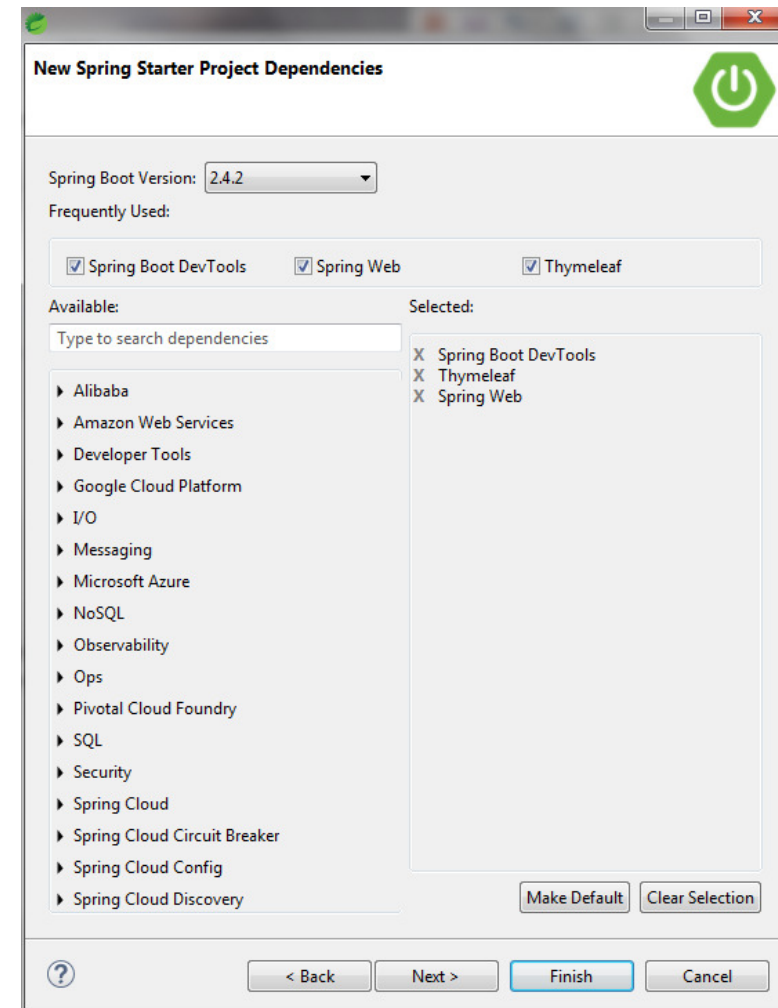 New Spring Starter Project Dependencies
Spring Boot Version: 2.4.2
Frequently Used:
Spring Boot DevTools Spring Web Thymeleaf
Available:
Type to search dependencies
Alibaba
Amazon Web Services
Developer Tools
Google Cloud Platform
I/O
Messaging
Microsoft Azure
NoSQL
Observability
Ops
Pivotal Cloud Foundry
SQL
Security
Spring Cloud
Spring Cloud Circuit Breaker
Spring Cloud Config
Spring Cloud Discovery
Selected:
X Spring Boot DevTools
X Thymeleaf
X Spring Web
Make Default Clear Selection
? < Back Next > Finish Cancel